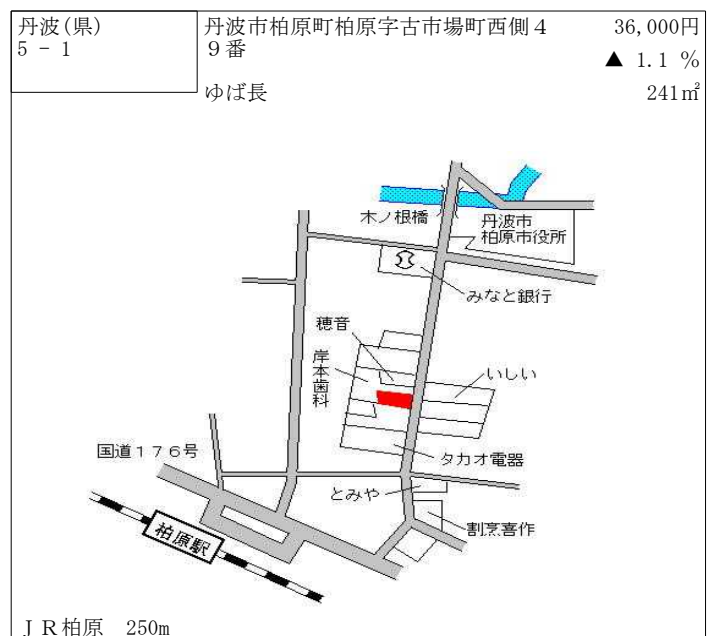 丹波(県)
5 - 1
丹波市柏原町柏原字古市場町西側４
９番
36,000円
▲ 1.1 %
ゆば長
241㎡
木ノ根橋
丹波市
柏原市役所
みなと銀行
穂音
岸本歯科
いしい
国道１７６号
タカオ電器
とみや
割烹喜作
柏原駅
ＪＲ柏原 250m